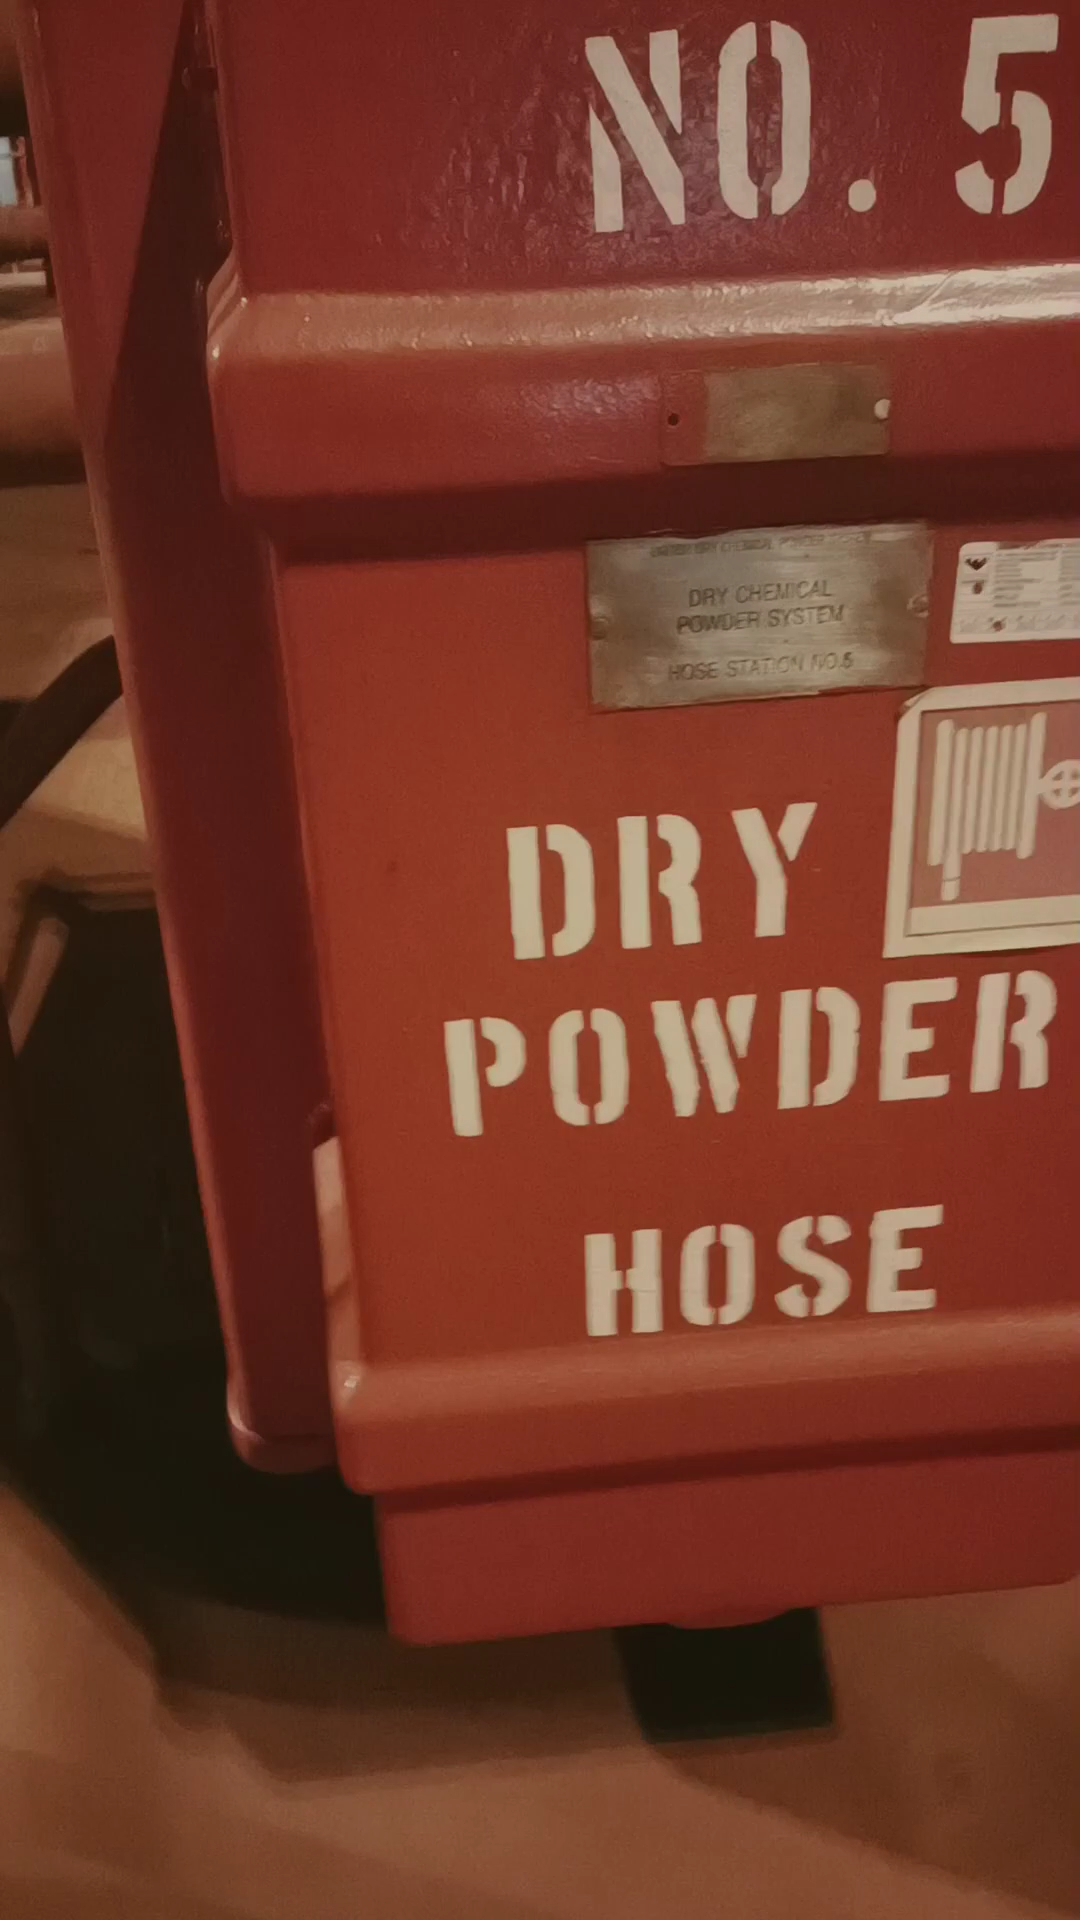 NO. 5
DRY CHEMICAL
POWDER SYSTEM
HOSE STATION NO.5
DRY
POWDER
HOSE